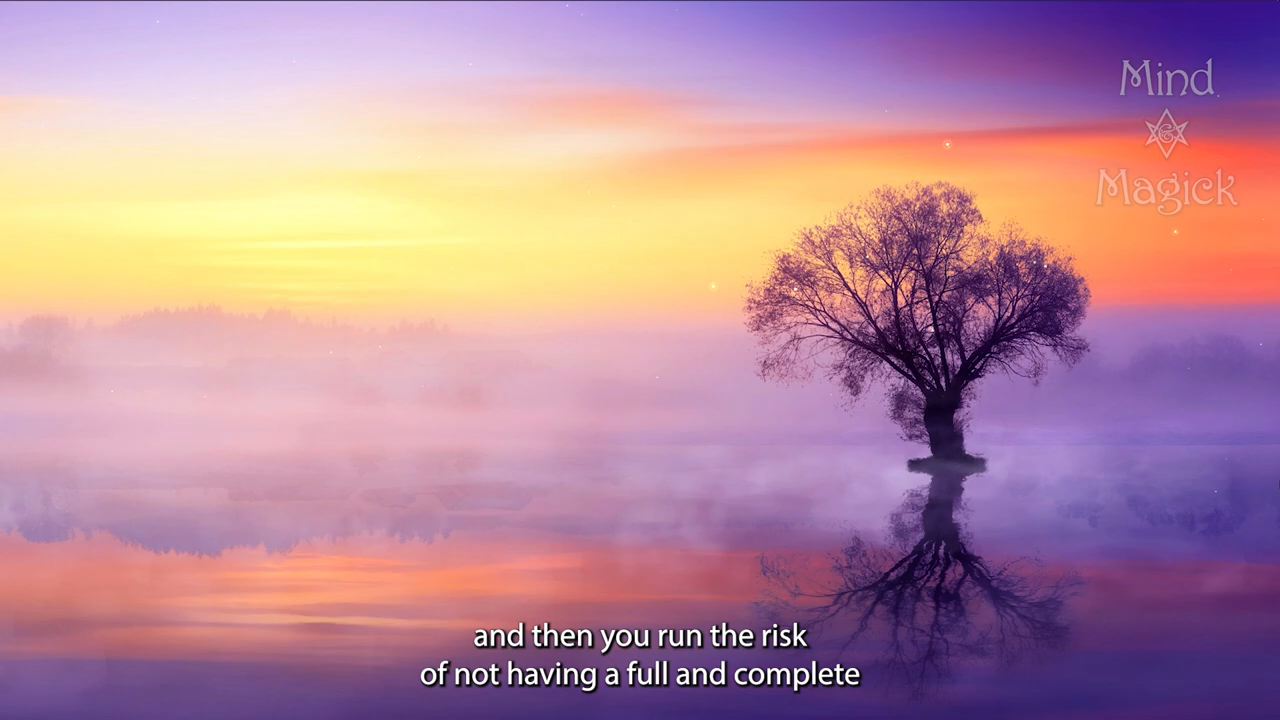 Mind
Magick
and then you run the risk
of not having a full and complete